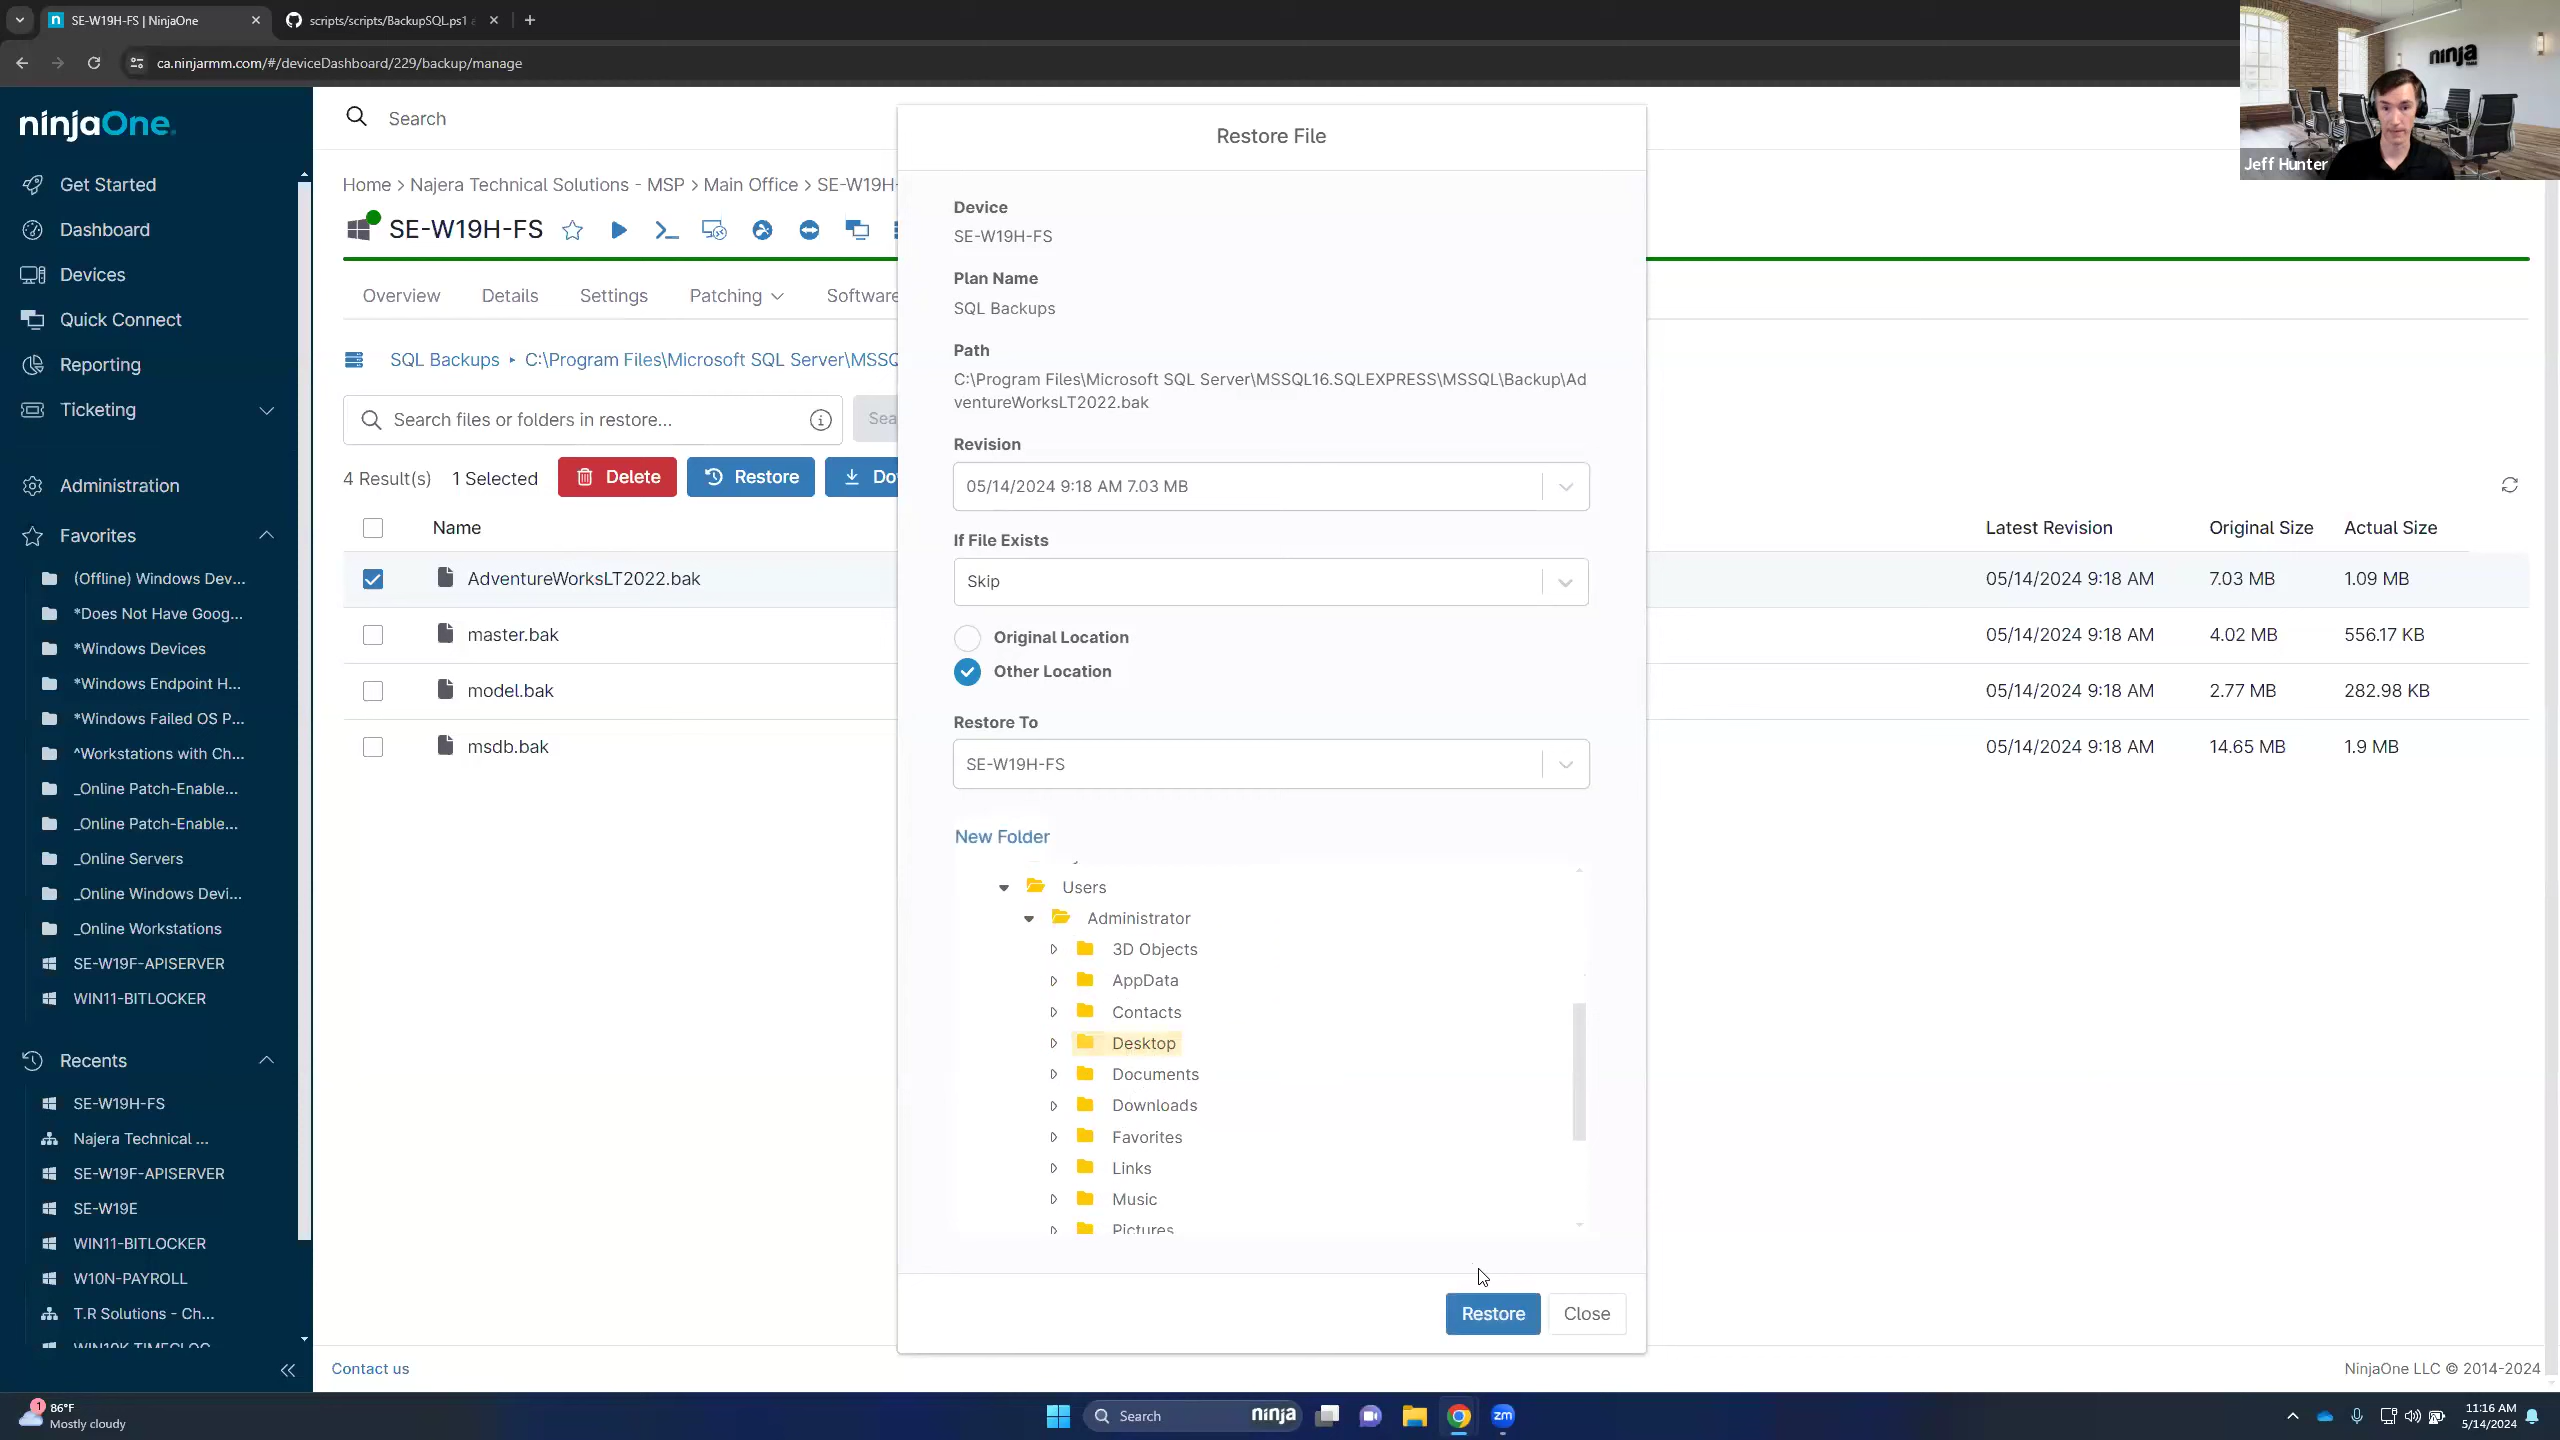 SE-W19H-FS | NinjaOne
scripts/scripts/BackupSQL.ps1
ca.ninjarmm.com/#/deviceDashboard/229/backup/manage
ninja
Jeff Hunter
ninjaOne
Get Started
Dashboard
Devices
Quick Connect
Reporting
Ticketing
Administration
Favorites
(Offline) Windows Dev...
*Does Not Have Goog...
*Windows Devices
*Windows Endpoint H...
*Windows Failed OS P...
^Workstations with Ch...
_Online Patch-Enable...
_Online Patch-Enable...
_Online Servers
_Online Windows Devi...
_Online Workstations
SE-W19F-APISERVER
WIN11-BITLOCKER
Recents
SE-W19H-FS
Najera Technical ...
SE-W19F-APISERVER
SE-W19E
WIN11-BITLOCKER
W10N-PAYROLL
T.R Solutions - Ch...
Search
Home > Najera Technical Solutions - MSP > Main Office > SE-W19H-
SE-W19H-FS
Overview Details Settings Patching Software
SQL Backups ▸ C:\Program Files\Microsoft SQL Server\MSSQ
Search files or folders in restore...
Sea
4 Result(s) 1 Selected Delete Restore Do
Name Latest Revision Original Size Actual Size
AdventureWorksLT2022.bak 05/14/2024 9:18 AM 7.03 MB 1.09 MB
master.bak 05/14/2024 9:18 AM 4.02 MB 556.17 KB
model.bak 05/14/2024 9:18 AM 2.77 MB 282.98 KB
msdb.bak 05/14/2024 9:18 AM 14.65 MB 1.9 MB
Restore File
Device
SE-W19H-FS
Plan Name
SQL Backups
Path
C:\Program Files\Microsoft SQL Server\MSSQL16.SQLEXPRESS\MSSQL\Backup\Ad
ventureWorksLT2022.bak
Revision
05/14/2024 9:18 AM 7.03 MB
If File Exists
Skip
Original Location
Other Location
Restore To
SE-W19H-FS
New Folder
Users
Administrator
3D Objects
AppData
Contacts
Desktop
Documents
Downloads
Favorites
Links
Music
Pictures
Restore Close
Contact us
NinjaOne LLC © 2014-2024
1
86°F
Mostly cloudy
Search
ninja
zm
11:16 AM
5/14/2024